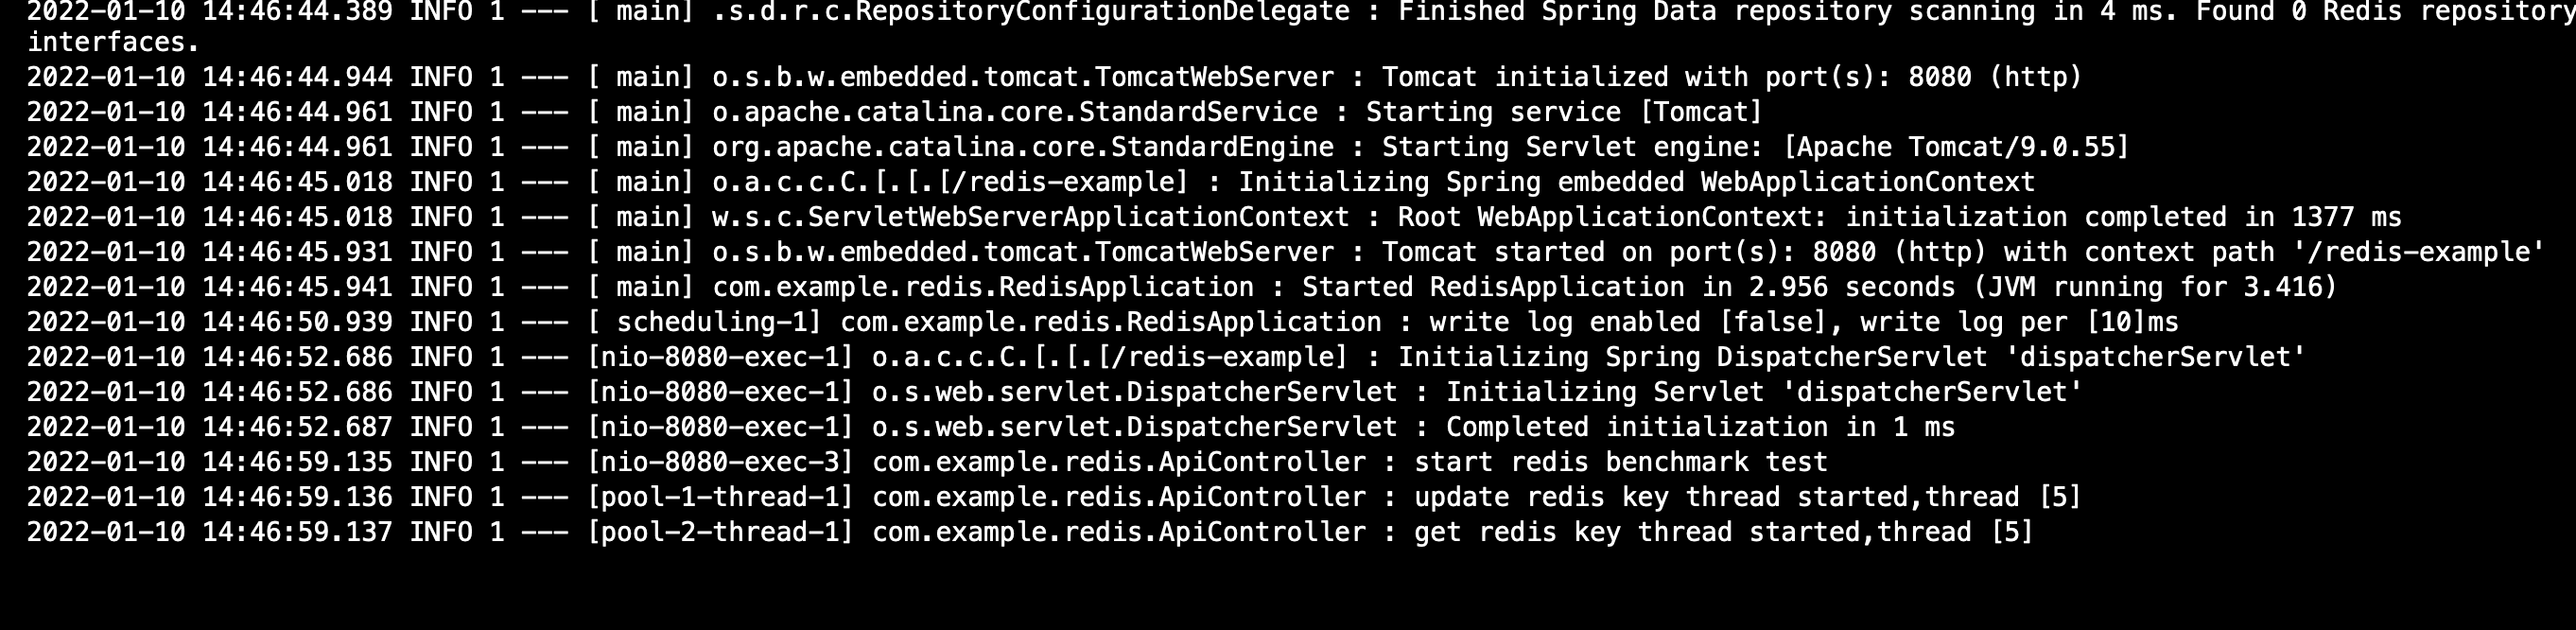 2022-01-10 14:46:44.389 INFO 1 --- [ main] .s.d.r.c.RepositoryConfigurationDelegate : Finished Spring Data repository scanning in 4 ms. Found 0 Redis repository
interfaces.
2022-01-10 14:46:44.944 INFO 1 --- [ main] o.s.b.w.embedded.tomcat.TomcatWebServer : Tomcat initialized with port(s): 8080 (http)
2022-01-10 14:46:44.961 INFO 1 --- [ main] o.apache.catalina.core.StandardService : Starting service [Tomcat]
2022-01-10 14:46:44.961 INFO 1 --- [ main] org.apache.catalina.core.StandardEngine : Starting Servlet engine: [Apache Tomcat/9.0.55]
2022-01-10 14:46:45.018 INFO 1 --- [ main] o.a.c.c.C.[.[.[/redis-example] : Initializing Spring embedded WebApplicationContext
2022-01-10 14:46:45.018 INFO 1 --- [ main] w.s.c.ServletWebServerApplicationContext : Root WebApplicationContext: initialization completed in 1377 ms
2022-01-10 14:46:45.931 INFO 1 --- [ main] o.s.b.w.embedded.tomcat.TomcatWebServer : Tomcat started on port(s): 8080 (http) with context path '/redis-example'
2022-01-10 14:46:45.941 INFO 1 --- [ main] com.example.redis.RedisApplication : Started RedisApplication in 2.956 seconds (JVM running for 3.416)
2022-01-10 14:46:50.939 INFO 1 --- [ scheduling-1] com.example.redis.RedisApplication : write log enabled [false], write log per [10]ms
2022-01-10 14:46:52.686 INFO 1 --- [nio-8080-exec-1] o.a.c.c.C.[.[.[/redis-example] : Initializing Spring DispatcherServlet 'dispatcherServlet'
2022-01-10 14:46:52.686 INFO 1 --- [nio-8080-exec-1] o.s.web.servlet.DispatcherServlet : Initializing Servlet 'dispatcherServlet'
2022-01-10 14:46:52.687 INFO 1 --- [nio-8080-exec-1] o.s.web.servlet.DispatcherServlet : Completed initialization in 1 ms
2022-01-10 14:46:59.135 INFO 1 --- [nio-8080-exec-3] com.example.redis.ApiController : start redis benchmark test
2022-01-10 14:46:59.136 INFO 1 --- [pool-1-thread-1] com.example.redis.ApiController : update redis key thread started,thread [5]
2022-01-10 14:46:59.137 INFO 1 --- [pool-2-thread-1] com.example.redis.ApiController : get redis key thread started,thread [5]